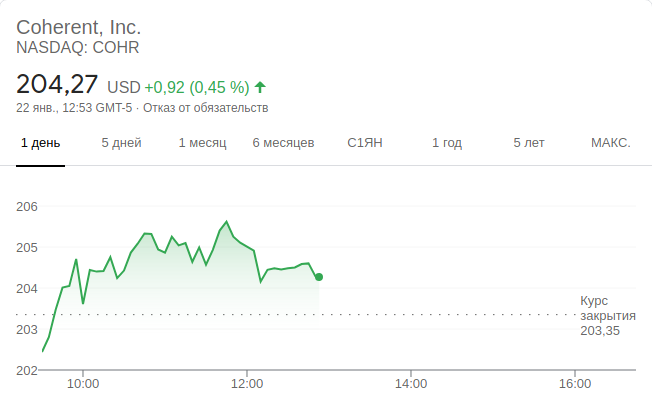 Coherent, Inc.
NASDAQ: COHR
204,27 USD +0,92 (0,45 %)
22 янв., 12:53 GMT-5 · Отказ от обязательств
1 день 5 дней 1 месяц 6 месяцев С1ЯН 1 год 5 лет МАКС.
206
205
204
Курс
закрытия
203,35
203
202
10:00 12:00 14:00 16:00